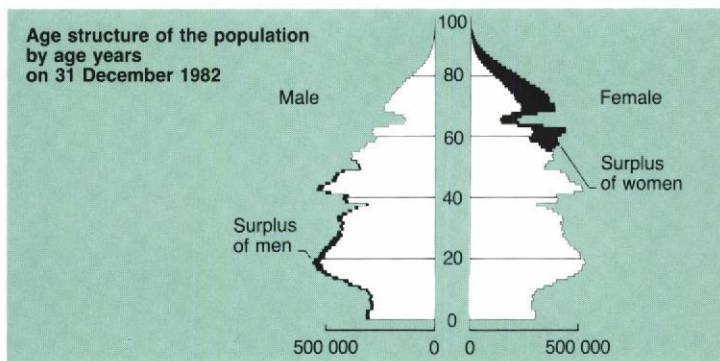 Age structure of the population
by age years
on 31 December 1982
Male
Female
100
80
60
40
20
0
Surplus
of women
Surplus
of men
500 000
0
0
500 000